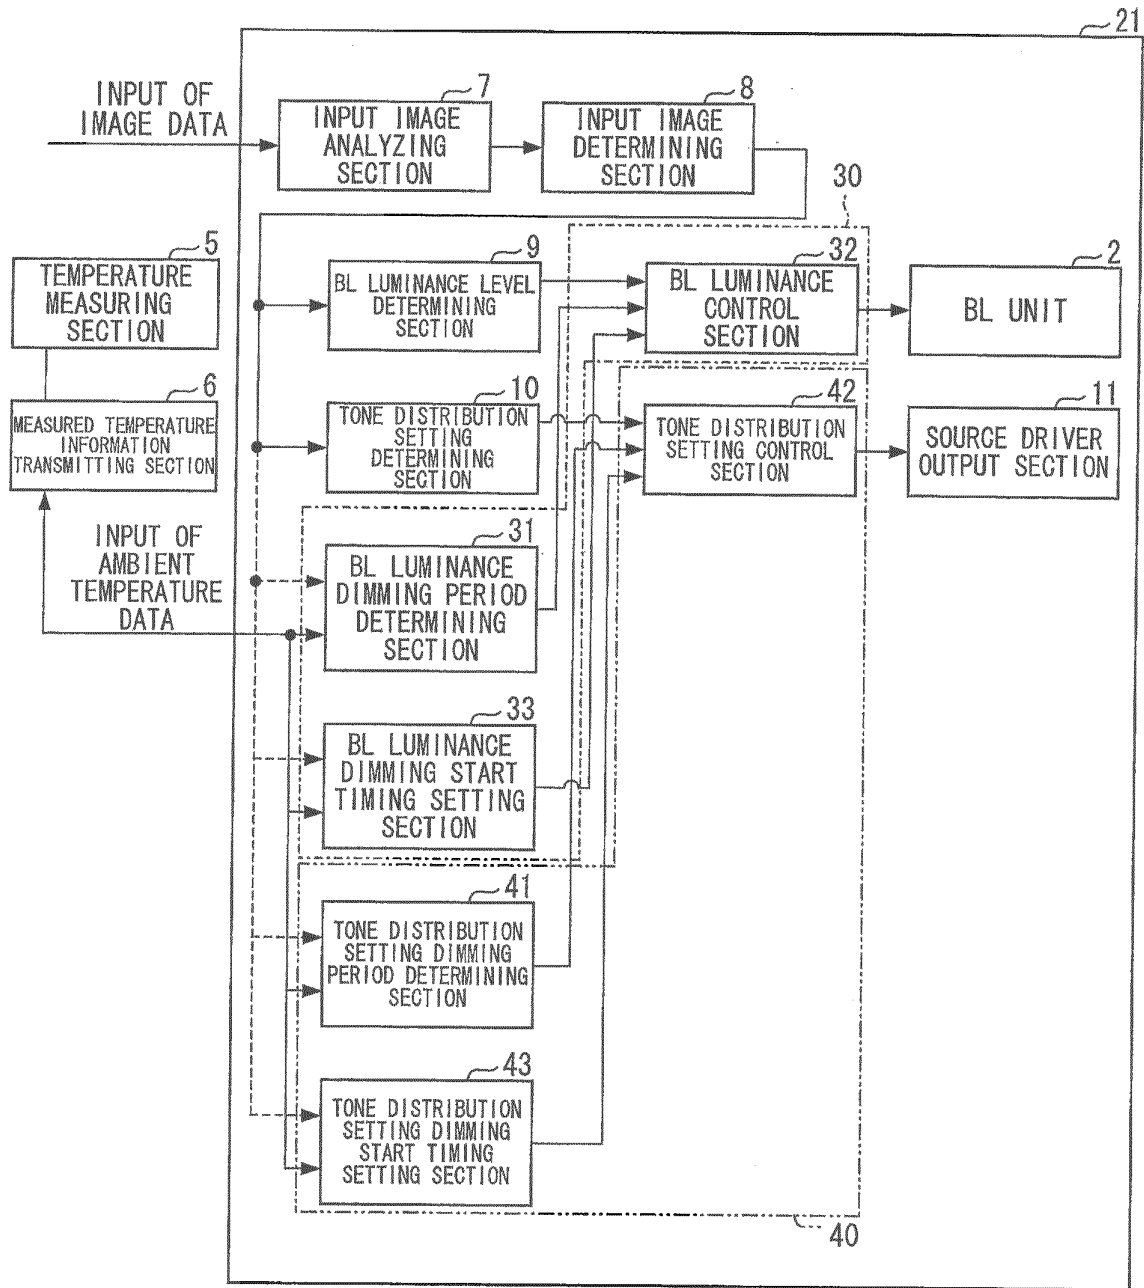 21
INPUT OF
IMAGE DATA
7
INPUT IMAGE
ANALYZING
SECTION
8
INPUT IMAGE
DETERMINING
SECTION
30
5
TEMPERATURE
MEASURING
SECTION
9
BL LUMINANCE LEVEL
DETERMINING
SECTION
32
BL LUMINANCE
CONTROL
SECTION
2
BL UNIT
6
MEASURED TEMPERATURE
INFORMATION
TRANSMITTING SECTION
10
TONE DISTRIBUTION
SETTING
DETERMINING
SECTION
42
TONE DISTRIBUTION
SETTING CONTROL
SECTION
11
SOURCE DRIVER
OUTPUT SECTION
INPUT OF
AMBIENT
TEMPERATURE
DATA
31
BL LUMINANCE
DIMMING PERIOD
DETERMINING
SECTION
33
BL LUMINANCE
DIMMING START
TIMING SETTING
SECTION
41
TONE DISTRIBUTION
SETTING DIMMING
PERIOD DETERMINING
SECTION
43
TONE DISTRIBUTION
SETTING DIMMING
START TIMING
SETTING SECTION
40